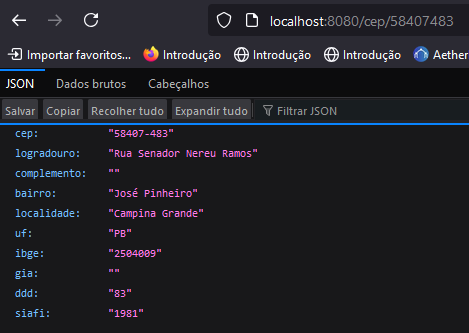 localhost:8080/cep/58407483
Importar favoritos... Introdução Introdução Introdução Aether
JSON Dados brutos Cabeçalhos
Salvar Copiar Recolher tudo Expandir tudo Filtrar JSON
cep: "58407-483"
logradouro: "Rua Senador Nereu Ramos"
complemento: ""
bairro: "José Pinheiro"
localidade: "Campina Grande"
uf: "PB"
ibge: "2504009"
gia: ""
ddd: "83"
siafi: "1981"